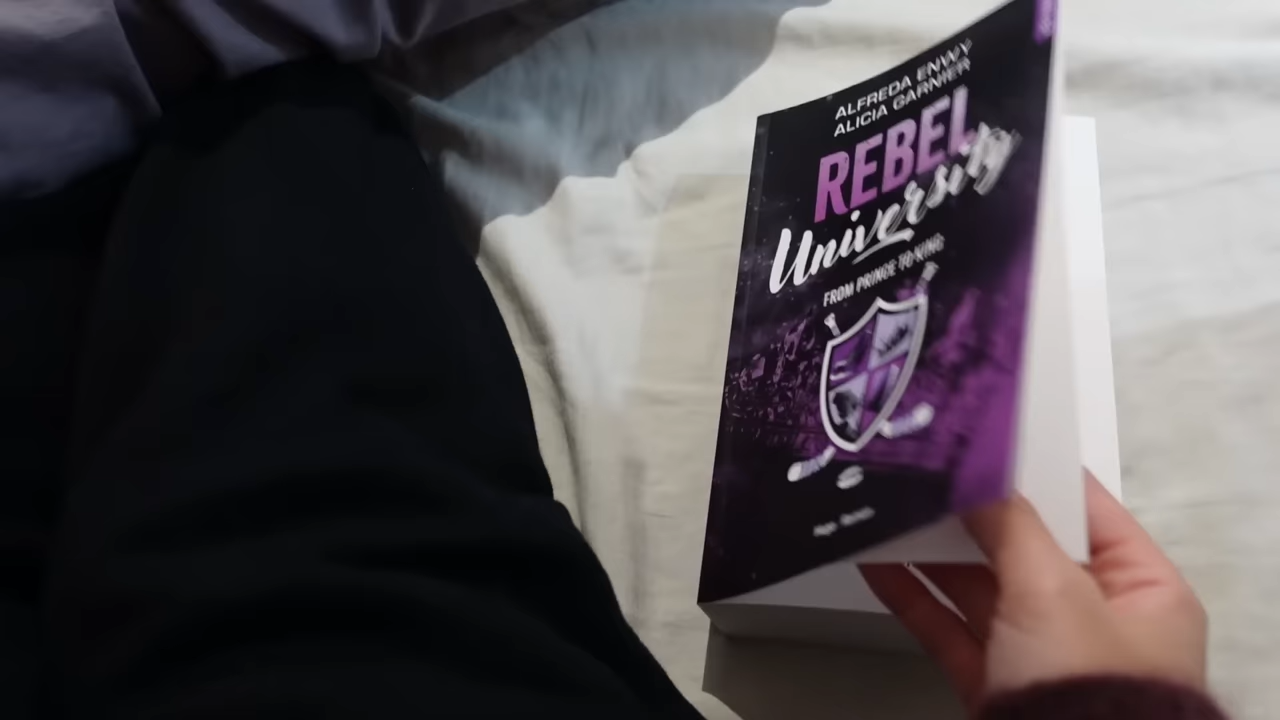 ALFREDA ENWY
ALICIA GARNIER
REBEL
University
FROM PRINCE TO KING